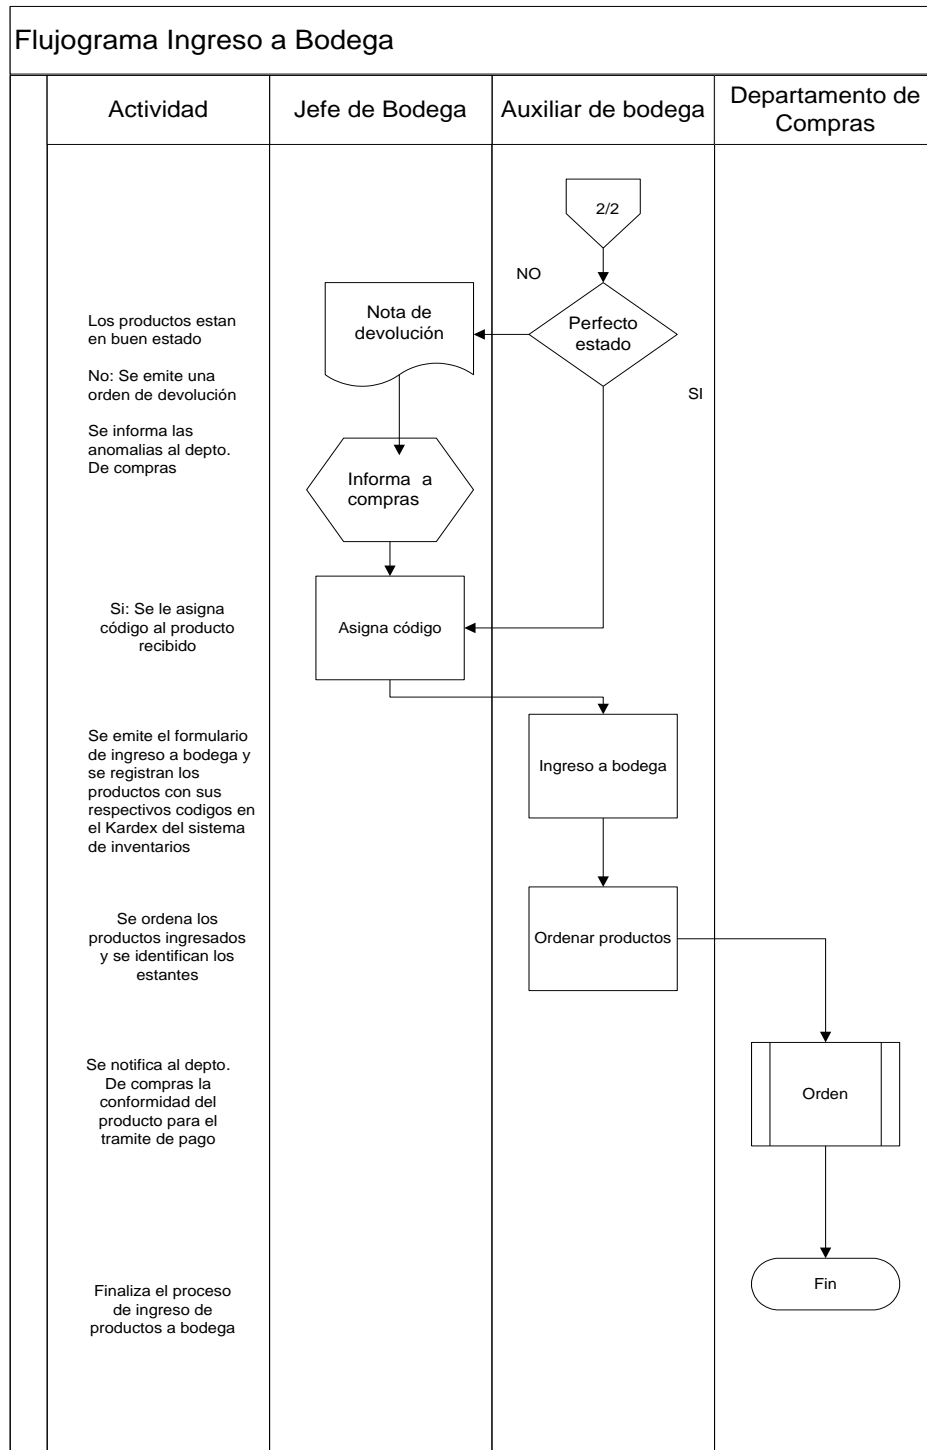 Flujograma Ingreso a Bodega
Actividad
Jefe de Bodega
Auxiliar de bodega
Departamento de
Compras
2/2
NO
Nota de
devolución
Perfecto
estado
Los productos estan
en buen estado
No: Se emite una
orden de devolución
SI
Se informa las
anomalias al depto.
De compras
Informa a
compras
Si: Se le asigna
código al producto
recibido
Asigna código
Se emite el formulario
de ingreso a bodega y
se registran los
productos con sus
respectivos codigos en
el Kardex del sistema
de inventarios
Ingreso a bodega
Se ordena los
productos ingresados
y se identifican los
estantes
Ordenar productos
Se notifica al depto.
De compras la
conformidad del
producto para el
tramite de pago
Orden
Finaliza el proceso
de ingreso de
productos a bodega
Fin